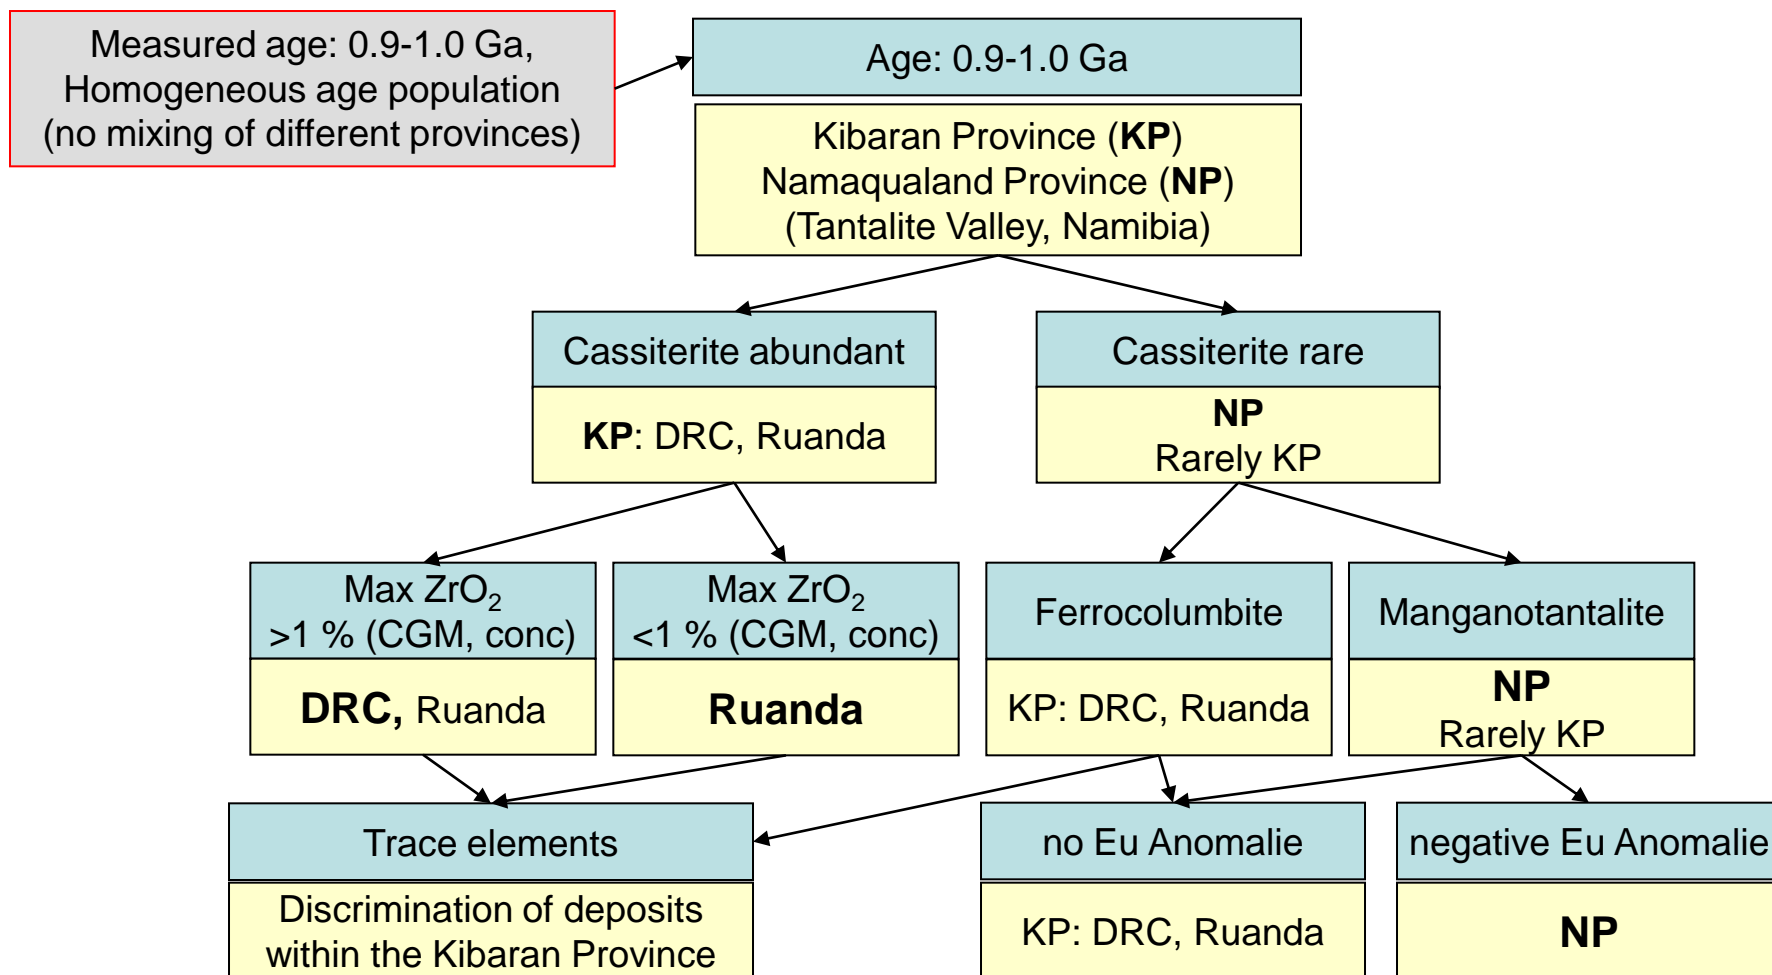 Measured age: 0.9-1.0 Ga,
Homogeneous age population
(no mixing of different provinces)
Age: 0.9-1.0 Ga
Kibaran Province (KP)
Namaqualand Province (NP)
(Tantalite Valley, Namibia)
Cassiterite abundant
KP: DRC, Ruanda
Cassiterite rare
NP
Rarely KP
Max ZrO₂
>1 % (CGM, conc)
DRC, Ruanda
Max ZrO₂
<1 % (CGM, conc)
Ruanda
Ferrocolumbite
KP: DRC, Ruanda
Manganotantalite
NP
Rarely KP
Trace elements
Discrimination of deposits
within the Kibaran Province
no Eu Anomalie
KP: DRC, Ruanda
negative Eu Anomalie
NP